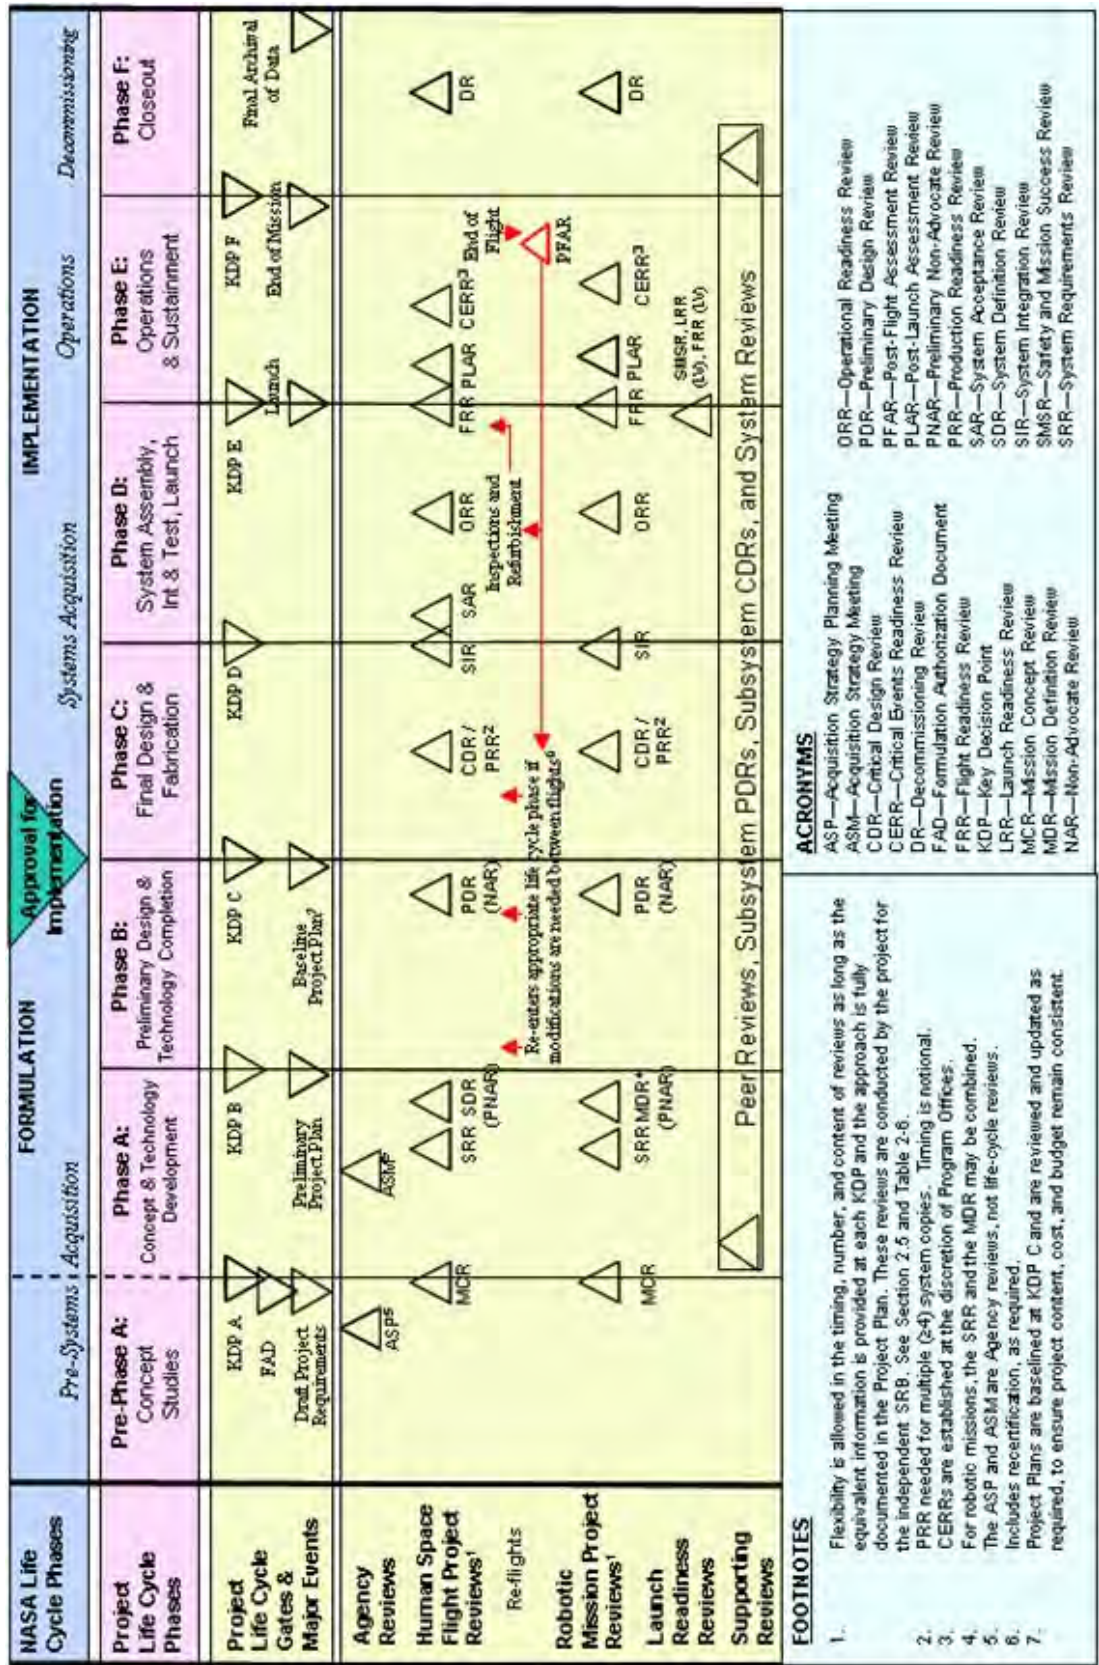 NASA Life
Cycle Phases
FORMULATION
Approval for
Implementation
IMPLEMENTATION
Pre-Systems Acquisition
Systems Acquisition
Operations
Decommissioning
Project
Life Cycle
Phases
Pre-Phase A:
Concept
Studies
Phase A:
Concept & Technology
Development
Phase B:
Preliminary Design &
Technology Completion
Phase C:
Final Design &
Fabrication
Phase D:
System Assembly,
Int & Test, Launch
Phase E:
Operations
& Sustainment
Phase F:
Closeout
Project
Life Cycle
Gates &
Major Events
KDP A
FAD
Draft Project
Requirements
KDP B
Preliminary
Project Plan
KDP C
Baseline
Project Plan⁷
KDP D
KDP E
Launch
KDP F
End of Mission
Final Archival
of Data
Agency
Reviews
ASP⁵
ASM⁵
Human Space
Flight Project
Reviews¹
MCR
SRR SDR
(PNAR)
PDR
(NAR)
CDR /
PRR²
SIR SAR
ORR
FRR PLAR CERR³
DR
Re-flights
Re-enters appropriate life cycle phase if
modifications are needed between flights⁶
Inspections and
Refurbishment
End of
Flight
PFAR
Robotic
Mission Project
Reviews¹
MCR
SRR MDR⁴
(PNAR)
PDR
(NAR)
CDR /
PRR²
SIR
ORR
FRR PLAR CERR³
DR
Launch
Readiness
Reviews
SMSR, LRR
(LV), FRR (LV)
Supporting
Reviews
Peer Reviews, Subsystem PDRs, Subsystem CDRs, and System Reviews
FOOTNOTES
1. Flexibility is allowed in the timing, number, and content of reviews as long as the
equivalent information is provided at each KDP and the approach is fully
documented in the Project Plan. These reviews are conducted by the project for
the independent SRB. See Section 2.5 and Table 2-6.
2. PRR needed for multiple (≥4) system copies. Timing is notional.
3. CERRs are established at the discretion of Program Offices.
4. For robotic missions, the SRR and the MDR may be combined.
5. The ASP and ASM are Agency reviews, not life-cycle reviews.
6. Includes recertification, as required.
7. Project Plans are baselined at KDP C and are reviewed and updated as
required, to ensure project content, cost, and budget remain consistent.
ACRONYMS
ASP—Acquisition Strategy Planning Meeting
ASM—Acquisition Strategy Meeting
CDR—Critical Design Review
CERR—Critical Events Readiness Review
DR—Decommissioning Review
FAD—Formulation Authorization Document
FRR—Flight Readiness Review
KDP—Key Decision Point
LRR—Launch Readiness Review
MCR—Mission Concept Review
MDR—Mission Definition Review
NAR—Non-Advocate Review
ORR—Operational Readiness Review
PDR—Preliminary Design Review
PFAR—Post-Flight Assessment Review
PLAR—Post-Launch Assessment Review
PNAR—Preliminary Non-Advocate Review
PRR—Production Readiness Review
SAR—System Acceptance Review
SDR—System Definition Review
SIR—System Integration Review
SMSR—Safety and Mission Success Review
SRR—System Requirements Review